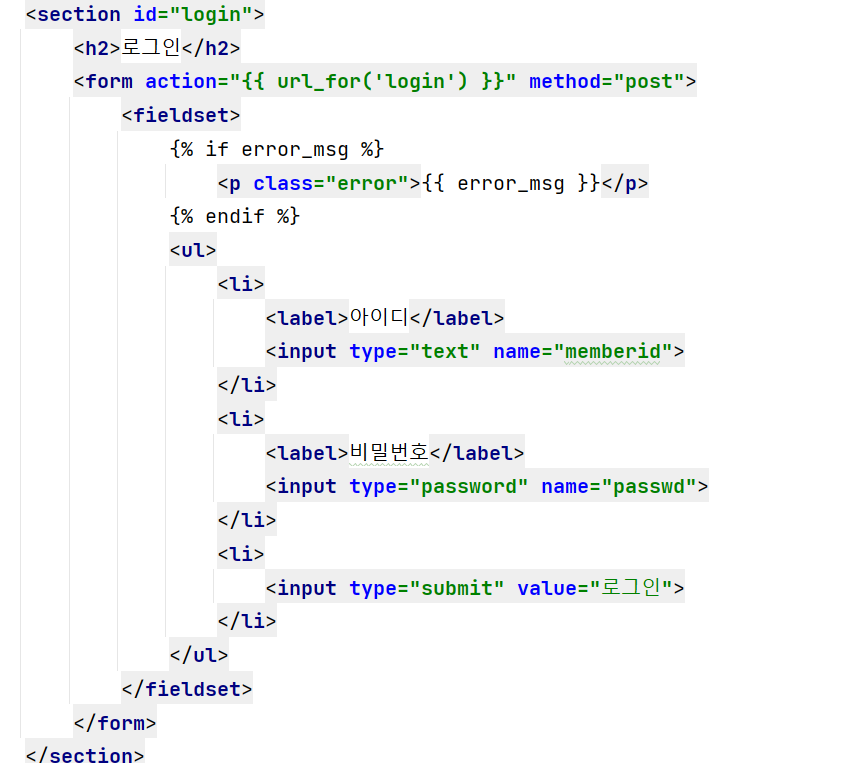 <section id="login">
<h2>로그인</h2>
<form action="{{ url_for('login') }}" method="post">
<fieldset>
{% if error_msg %}
<p class="error">{{ error_msg }}</p>
{% endif %}
<ul>
<li>
<label>아이디</label>
<input type="text" name="memberid">
</li>
<li>
<label>비밀번호</label>
<input type="password" name="passwd">
</li>
<li>
<input type="submit" value="로그인">
</li>
</ul>
</fieldset>
</form>
</section>